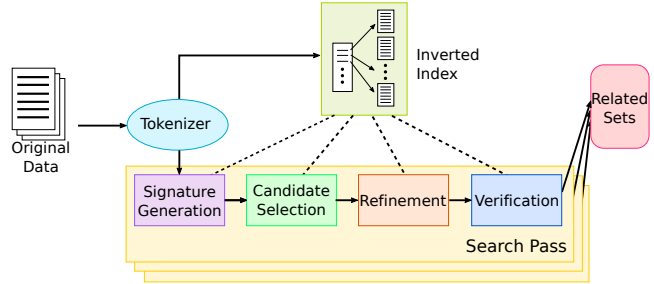 Inverted
Index
Original
Data
Tokenizer
Related
Sets
Signature
Generation
Candidate
Selection
Refinement
Verification
Search Pass